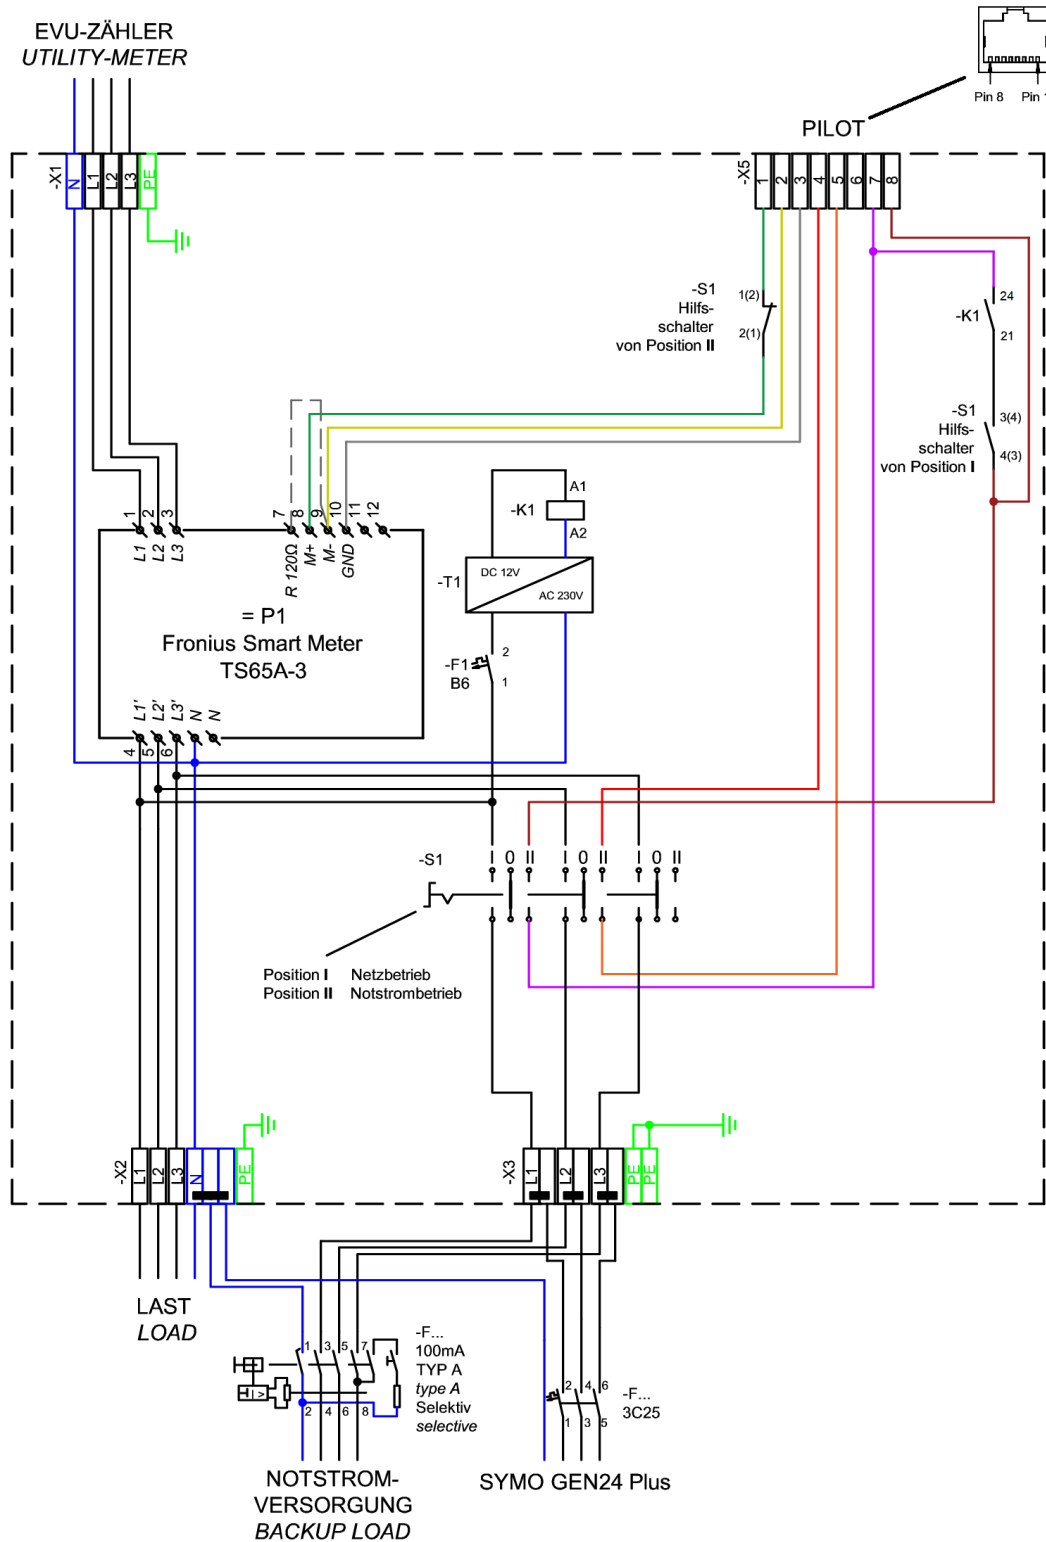 EVU-ZÄHLER
UTILITY-METER
Pin 8
Pin 1
PILOT
-X1
N
L1
L2
L3
PE
-X5
1
2
3
4
5
6
7
8
-S1
Hilfs-
schalter
von Position II
1(2)
2(1)
24
-K1
21
-S1
Hilfs-
schalter
von Position I
3(4)
4(3)
1
2
3
7
8
9
10
11
12
L1
L2
L3
R 120Ω
M+
M-
GND
= P1
Fronius Smart Meter
TS65A-3
L1'
L2'
L3'
N
N
4
5
6
A1
-K1
A2
-T1
DC 12V
AC 230V
-F1
B6
2
1
-S1
I
0
II
I
0
II
I
0
II
Position I Netzbetrieb
Position II Notstrombetrieb
-X2
L1
L2
L3
N
PE
-X3
L1
L2
L3
PE
PE
LAST
LOAD
1
3
5
7
I >
2
4
6
8
-F...
100mA
TYP A
type A
Selektiv
selective
2
4
6
1
3
5
-F...
3C25
NOTSTROM-
VERSORGUNG
BACKUP LOAD
SYMO GEN24 Plus